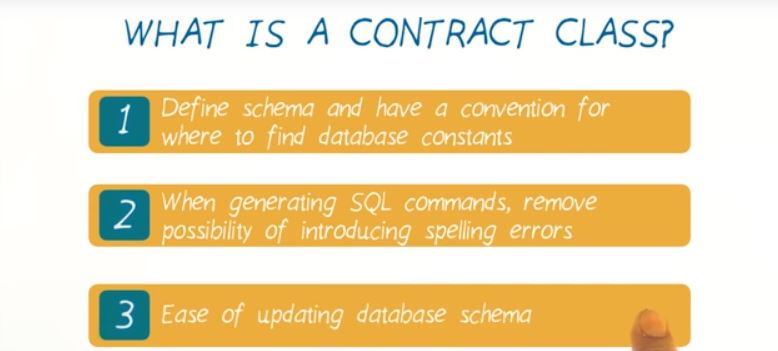 WHAT IS A CONTRACT CLASS?
1
Define schema and have a convention for
where to find database constants
2
When generating SQL commands, remove
possibility of introducing spelling errors
3
Ease of updating database schema